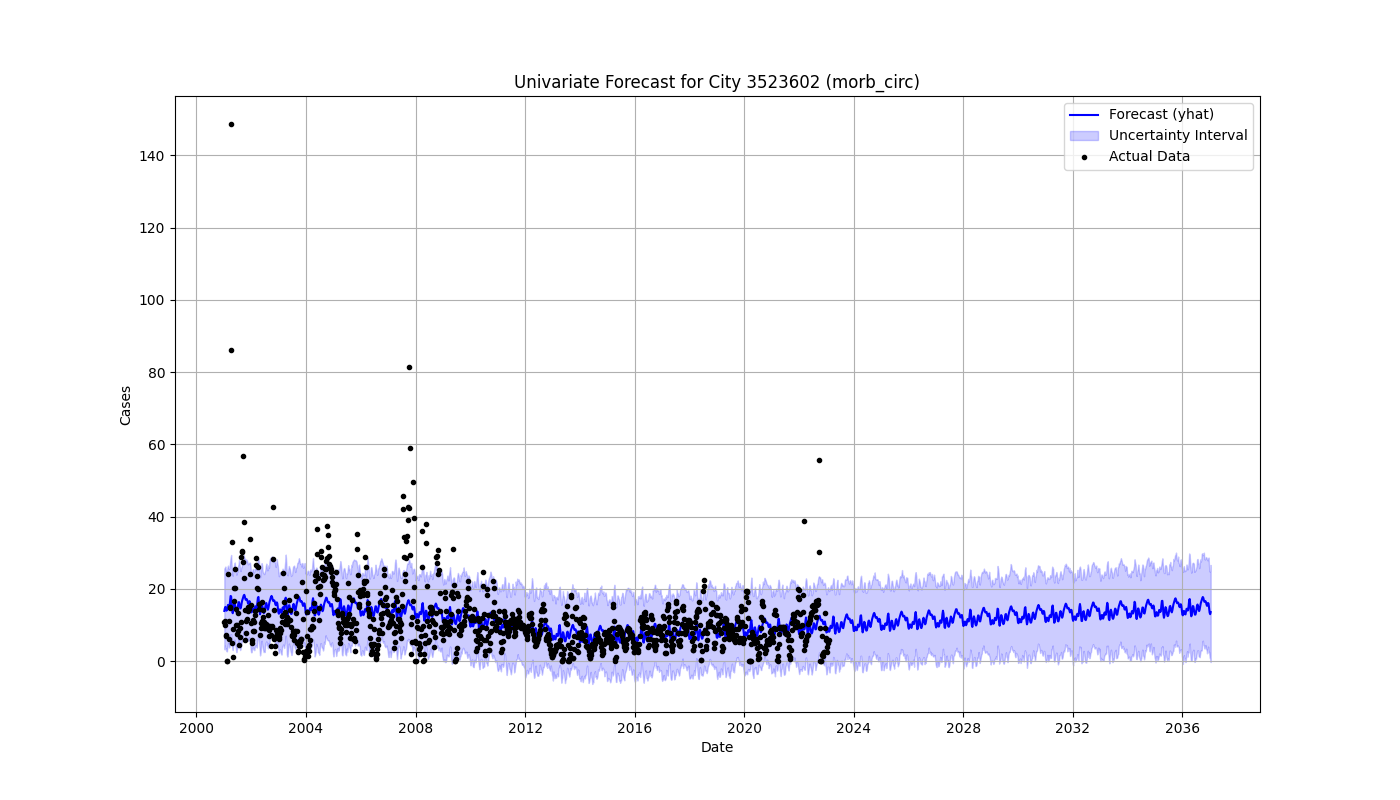 Univariate Forecast for City 3523602 (morb_circ)
Forecast (yhat)
Uncertainty Interval
Actual Data
140
120
100
80
60
40
20
0
Cases
2000 2004 2008 2012 2016 2020 2024 2028 2032 2036
Date